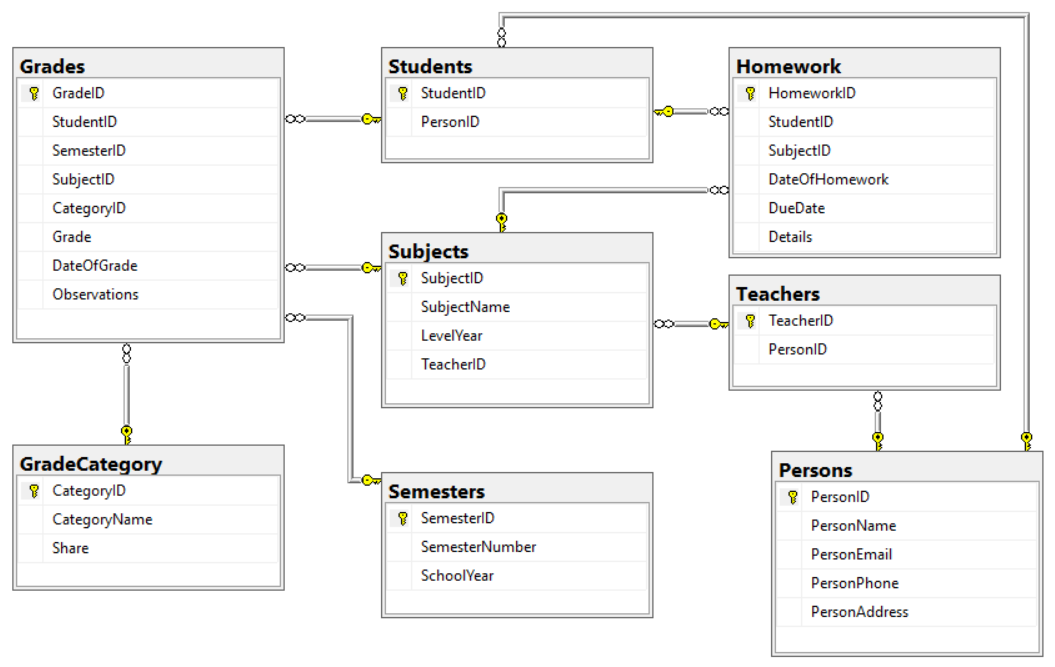 Grades
GradeID
StudentID
SemesterID
SubjectID
CategoryID
Grade
DateOfGrade
Observations
Students
StudentID
PersonID
Homework
HomeworkID
StudentID
SubjectID
DateOfHomework
DueDate
Details
Subjects
SubjectID
SubjectName
LevelYear
TeacherID
Teachers
TeacherID
PersonID
GradeCategory
CategoryID
CategoryName
Share
Semesters
SemesterID
SemesterNumber
SchoolYear
Persons
PersonID
PersonName
PersonEmail
PersonPhone
PersonAddress